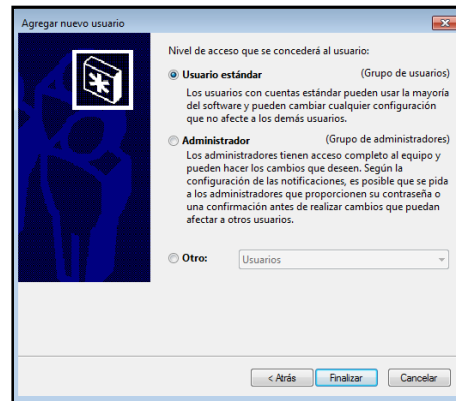 Agregar nuevo usuario
Nivel de acceso que se concederá al usuario:
Usuario estándar (Grupo de usuarios)
Los usuarios con cuentas estándar pueden usar la mayoría
del software y pueden cambiar cualquier configuración
que no afecte a los demás usuarios.
Administrador (Grupo de administradores)
Los administradores tienen acceso completo al equipo y
pueden hacer los cambios que deseen. Según la
configuración de las notificaciones, es posible que se pida
a los administradores que proporcionen su contraseña o
una confirmación antes de realizar cambios que puedan
afectar a otros usuarios.
Otro: Usuarios
< Atrás Finalizar Cancelar